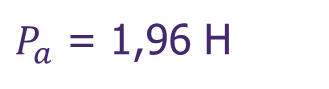 Pₐ = 1,96 Н